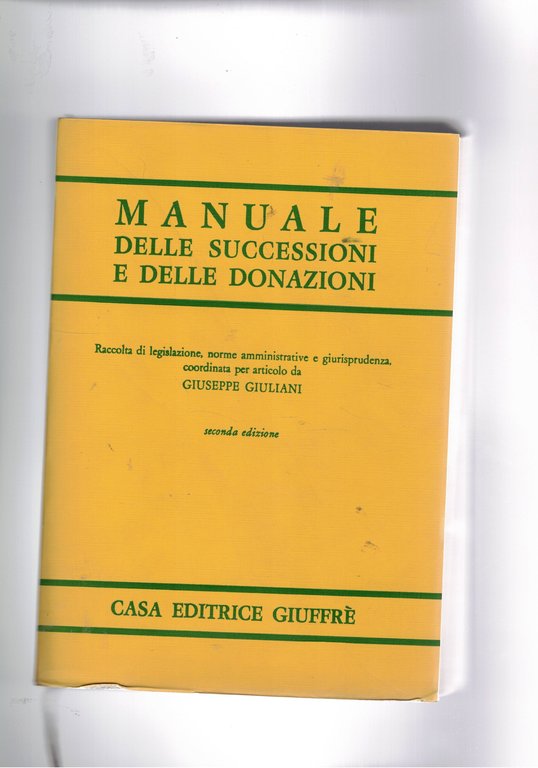 MANUALE
DELLE SUCCESSIONI
E DELLE DONAZIONI
Raccolta di legislazione, norme amministrative e giurisprudenza,
coordinata per articolo da
GIUSEPPE GIULIANI
seconda edizione
CASA EDITRICE GIUFFRÈ